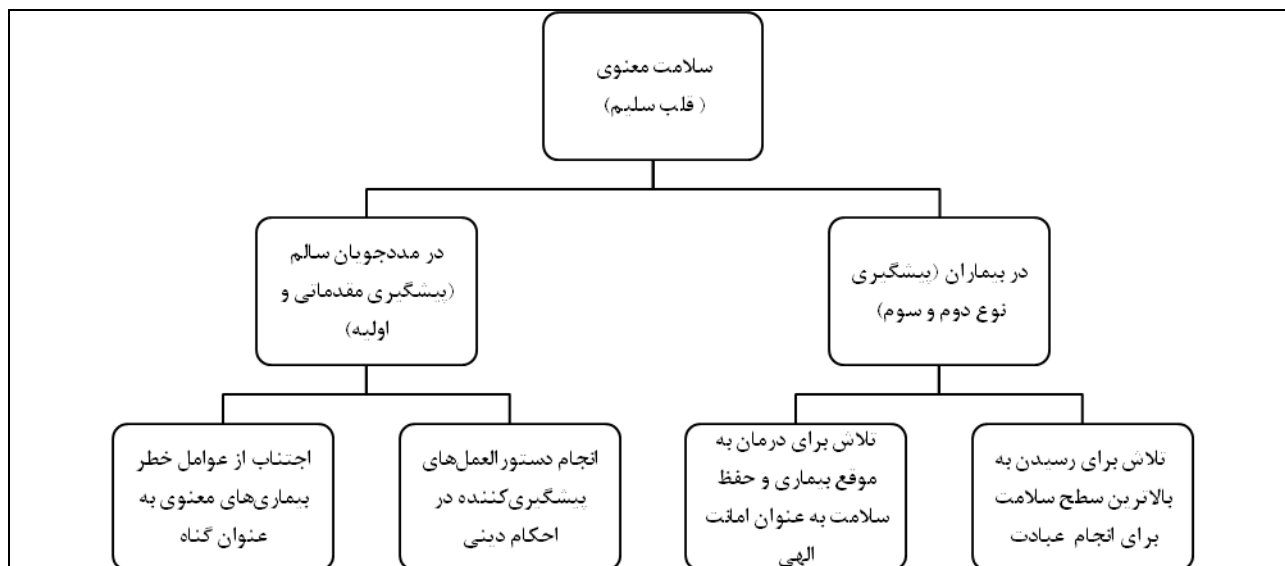 سلامت معنوی
( قلب سلیم)
در بیماران (پیشگیری
نوع دوم و سوم)
در مددجویان سالم
(پیشگیری مقدماتی و
اولیه)
تلاش برای رسیدن به
بالاترین سطح سلامت
برای انجام عبادت
تلاش برای درمان به
موقع بیماری و حفظ
سلامت به عنوان امانت
الهی
انجام دستورالعمل‌های
پیشگیری‌کننده در
احکام دینی
اجتناب از عوامل خطر
بیماری‌های معنوی به
عنوان گناه